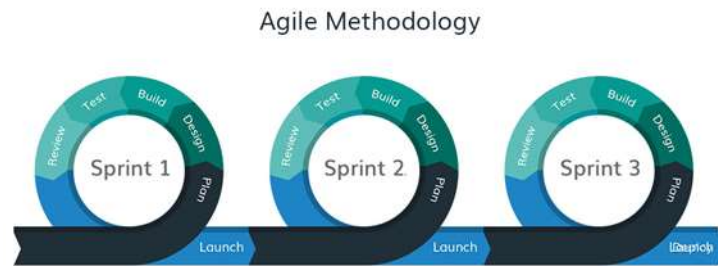 Agile Methodology
Sprint 1
Plan
Design
Build
Test
Review
Launch
Sprint 2
Plan
Design
Build
Test
Review
Launch
Sprint 3
Plan
Design
Build
Test
Review